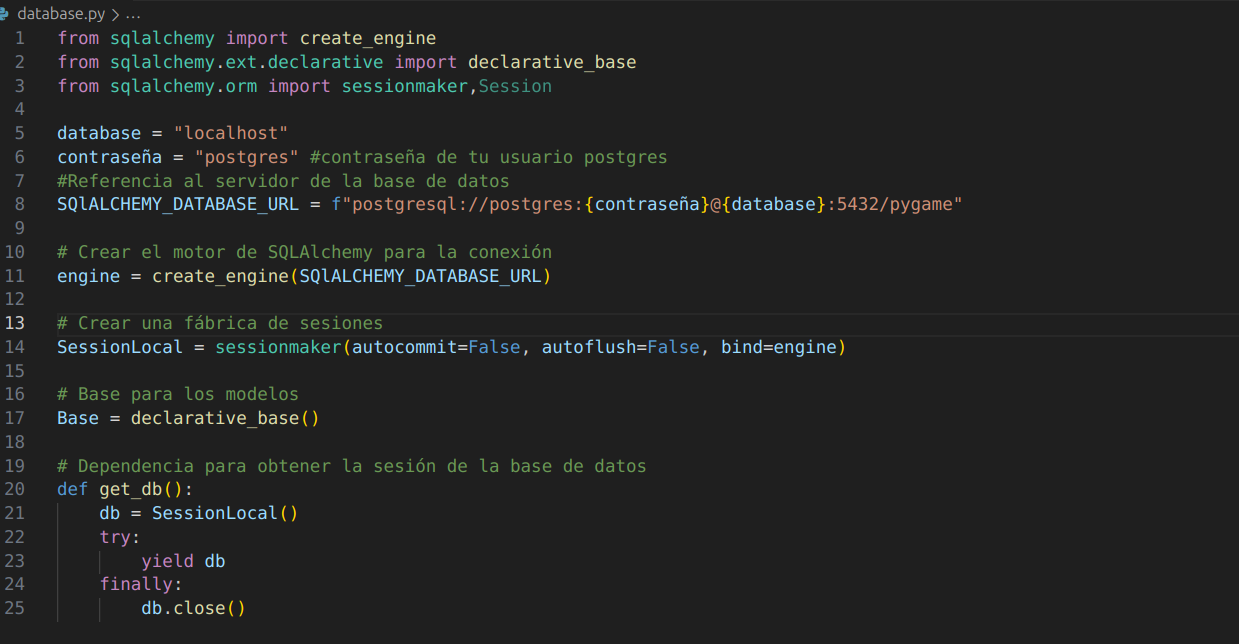 database.py > ...
1 from sqlalchemy import create_engine
2 from sqlalchemy.ext.declarative import declarative_base
3 from sqlalchemy.orm import sessionmaker,Session
4
5 database = "localhost"
6 contraseña = "postgres" #contraseña de tu usuario postgres
7 #Referencia al servidor de la base de datos
8 SQlALCHEMY_DATABASE_URL = f"postgresql://postgres:{contraseña}@{database}:5432/pygame"
9
10 # Crear el motor de SQLAlchemy para la conexión
11 engine = create_engine(SQlALCHEMY_DATABASE_URL)
12
13 # Crear una fábrica de sesiones
14 SessionLocal = sessionmaker(autocommit=False, autoflush=False, bind=engine)
15
16 # Base para los modelos
17 Base = declarative_base()
18
19 # Dependencia para obtener la sesión de la base de datos
20 def get_db():
21     db = SessionLocal()
22     try:
23         yield db
24     finally:
25         db.close()